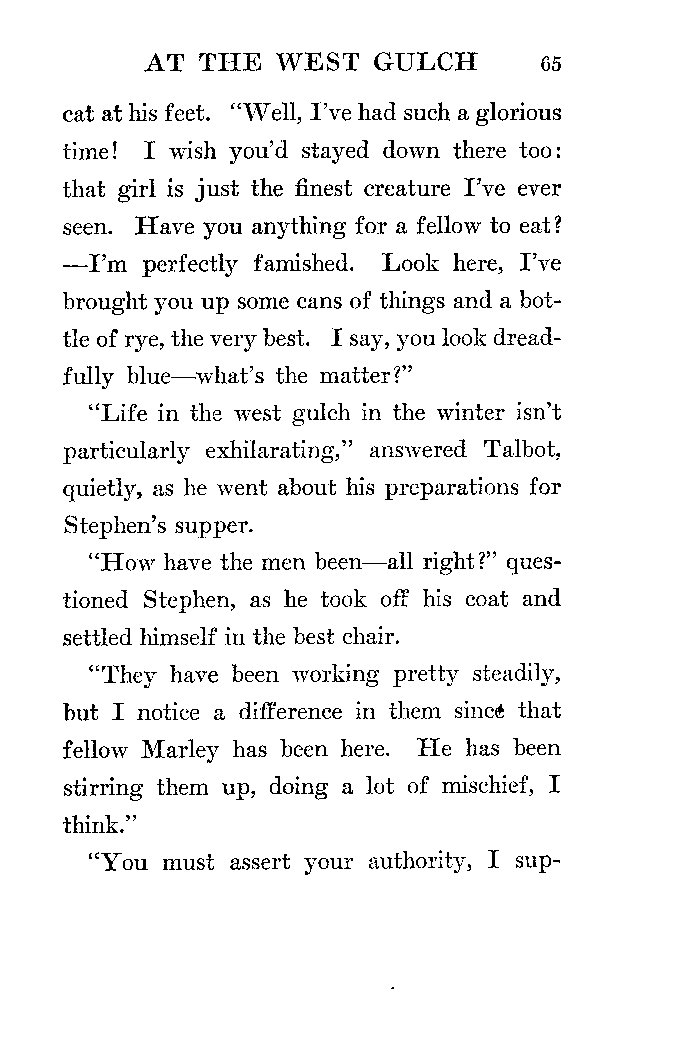 AT THE WEST GULCH 65
cat at his feet. “Well, I’ve had such a glorious
time! I wish you’d stayed down there too:
that girl is just the finest creature I’ve ever
seen. Have you anything for a fellow to eat?
—I’m perfectly famished. Look here, I’ve
brought you up some cans of things and a bot-
tle of rye, the very best. I say, you look dread-
fully blue—what’s the matter?”
“Life in the west gulch in the winter isn’t
particularly exhilarating,” answered Talbot,
quietly, as he went about his preparations for
Stephen’s supper.
“How have the men been—all right?” ques-
tioned Stephen, as he took off his coat and
settled himself in the best chair.
“They have been working pretty steadily,
but I notice a difference in them since that
fellow Marley has been here. He has been
stirring them up, doing a lot of mischief, I
think.”
“You must assert your authority, I sup-